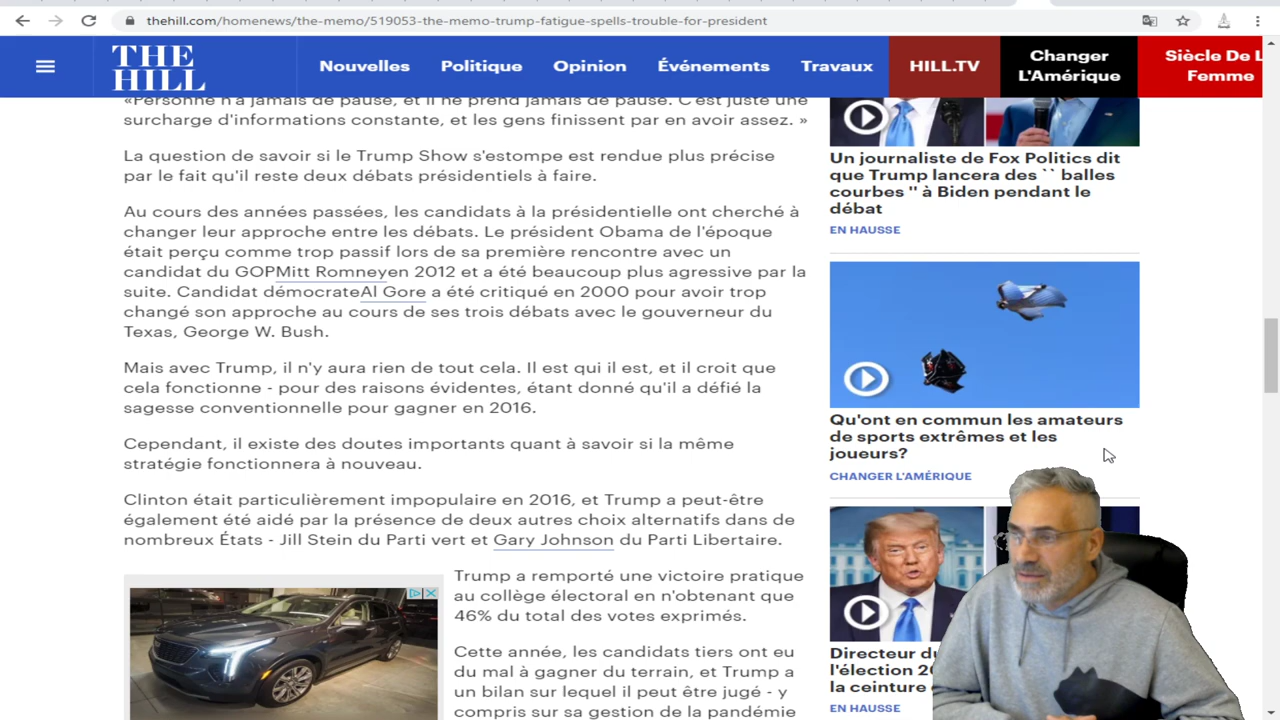 thehill.com/homenews/the-memo/519053-the-memo-trump-fatigue-spells-trouble-for-president
THE
HILL
Nouvelles
Politique
Opinion
Événements
Travaux
HILL.TV
Changer
L'Amérique
Siècle De L
Femme
«Personne n'a jamais de pause, et il ne prend jamais de pause. C'est juste une
surcharge d'informations constante, et les gens finissent par en avoir assez. »
La question de savoir si le Trump Show s'estompe est rendue plus précise
par le fait qu'il reste deux débats présidentiels à faire.
Au cours des années passées, les candidats à la présidentielle ont cherché à
changer leur approche entre les débats. Le président Obama de l'époque
était perçu comme trop passif lors de sa première rencontre avec un
candidat du GOPMitt Romneyen 2012 et a été beaucoup plus agressive par la
suite. Candidat démocrateAl Gore a été critiqué en 2000 pour avoir trop
changé son approche au cours de ses trois débats avec le gouverneur du
Texas, George W. Bush.
Mais avec Trump, il n'y aura rien de tout cela. Il est qui il est, et il croit que
cela fonctionne - pour des raisons évidentes, étant donné qu'il a défié la
sagesse conventionnelle pour gagner en 2016.
Cependant, il existe des doutes importants quant à savoir si la même
stratégie fonctionnera à nouveau.
Clinton était particulièrement impopulaire en 2016, et Trump a peut-être
également été aidé par la présence de deux autres choix alternatifs dans de
nombreux États - Jill Stein du Parti vert et Gary Johnson du Parti Libertaire.
Trump a remporté une victoire pratique
au collège électoral en n'obtenant que
46% du total des votes exprimés.
Cette année, les candidats tiers ont eu
du mal à gagner du terrain, et Trump a
un bilan sur lequel il peut être jugé - y
compris sur sa gestion de la pandémie
Un journaliste de Fox Politics dit
que Trump lancera des `` balles
courbes '' à Biden pendant le
débat
EN HAUSSE
Qu'ont en commun les amateurs
de sports extrêmes et les
joueurs?
CHANGER L'AMÉRIQUE
Directeur du
l'élection 20
la ceinture
EN HAUSSE